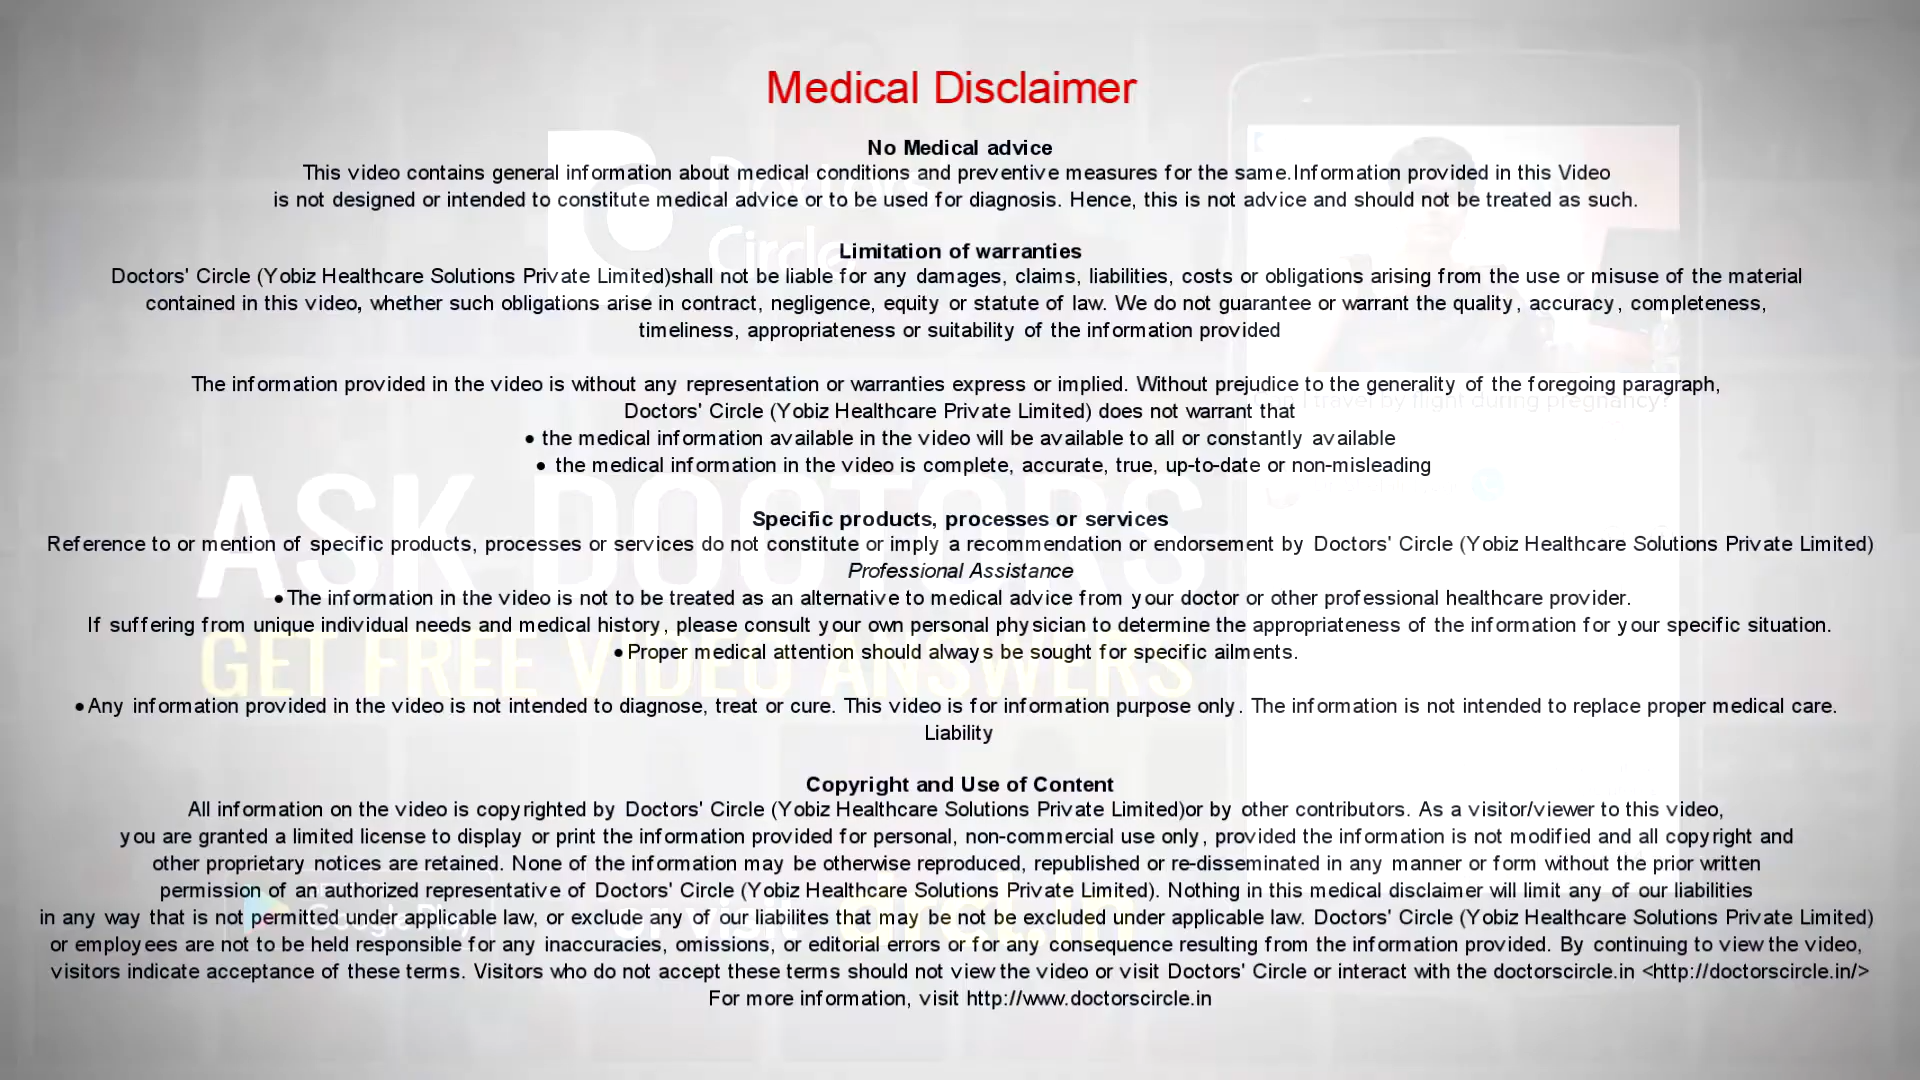 Medical Disclaimer
No Medical advice
This video contains general information about medical conditions and preventive measures for the same.Information provided in this Video
is not designed or intended to constitute medical advice or to be used for diagnosis. Hence, this is not advice and should not be treated as such.
Limitation of warranties
Doctors' Circle (Yobiz Healthcare Solutions Private Limited)shall not be liable for any damages, claims, liabilities, costs or obligations arising from the use or misuse of the material
contained in this video, whether such obligations arise in contract, negligence, equity or statute of law. We do not guarantee or warrant the quality, accuracy, completeness,
timeliness, appropriateness or suitability of the information provided
The information provided in the video is without any representation or warranties express or implied. Without prejudice to the generality of the foregoing paragraph,
Doctors' Circle (Yobiz Healthcare Private Limited) does not warrant that
• the medical information available in the video will be available to all or constantly available
• the medical information in the video is complete, accurate, true, up-to-date or non-misleading
Specific products, processes or services
Reference to or mention of specific products, processes or services do not constitute or imply a recommendation or endorsement by Doctors' Circle (Yobiz Healthcare Solutions Private Limited)
Professional Assistance
•The information in the video is not to be treated as an alternative to medical advice from your doctor or other professional healthcare provider.
If suffering from unique individual needs and medical history, please consult your own personal physician to determine the appropriateness of the information for your specific situation.
•Proper medical attention should always be sought for specific ailments.
•Any information provided in the video is not intended to diagnose, treat or cure. This video is for information purpose only. The information is not intended to replace proper medical care.
Liability
Copyright and Use of Content
All information on the video is copyrighted by Doctors' Circle (Yobiz Healthcare Solutions Private Limited)or by other contributors. As a visitor/viewer to this video,
you are granted a limited license to display or print the information provided for personal, non-commercial use only, provided the information is not modified and all copyright and
other proprietary notices are retained. None of the information may be otherwise reproduced, republished or re-disseminated in any manner or form without the prior written
permission of an authorized representative of Doctors' Circle (Yobiz Healthcare Solutions Private Limited). Nothing in this medical disclaimer will limit any of our liabilities
in any way that is not permitted under applicable law, or exclude any of our liabilites that may be not be excluded under applicable law. Doctors' Circle (Yobiz Healthcare Solutions Private Limited)
or employees are not to be held responsible for any inaccuracies, omissions, or editorial errors or for any consequence resulting from the information provided. By continuing to view the video,
visitors indicate acceptance of these terms. Visitors who do not accept these terms should not view the video or visit Doctors' Circle or interact with the doctorscircle.in <http://doctorscircle.in/>
For more information, visit http://www.doctorscircle.in
Doctors
Circle
Can I travel by flight during pregnancy?
ASK DOCTORS
GET FREE VIDEO ANSWERS
Google Play
or visit drct.in